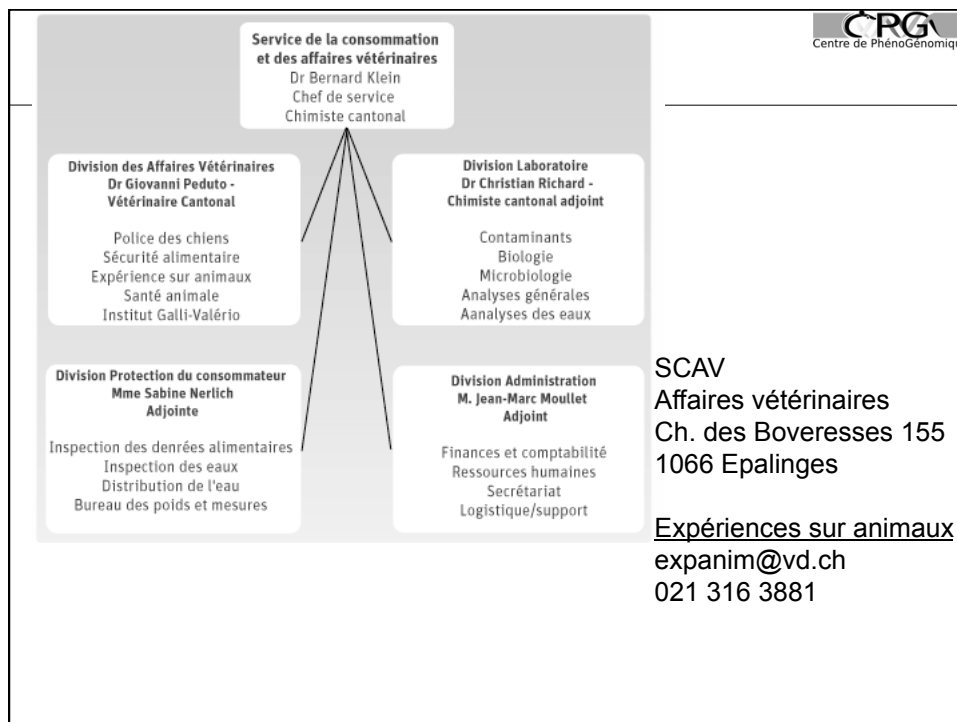 CPG
Centre de PhénoGénomiqu
Service de la consommation
et des affaires vétérinaires
Dr Bernard Klein
Chef de service
Chimiste cantonal
Division des Affaires Vétérinaires
Dr Giovanni Peduto -
Vétérinaire Cantonal
Police des chiens
Sécurité alimentaire
Expérience sur animaux
Santé animale
Institut Galli-Valério
Division Laboratoire
Dr Christian Richard -
Chimiste cantonal adjoint
Contaminants
Biologie
Microbiologie
Analyses générales
Aanalyses des eaux
Division Protection du consommateur
Mme Sabine Nerlich
Adjointe
Inspection des denrées alimentaires
Inspection des eaux
Distribution de l'eau
Bureau des poids et mesures
Division Administration
M. Jean-Marc Moullet
Adjoint
Finances et comptabilité
Ressources humaines
Secrétariat
Logistique/support
SCAV
Affaires vétérinaires
Ch. des Boveresses 155
1066 Epalinges
Expériences sur animaux
expanim@vd.ch
021 316 3881